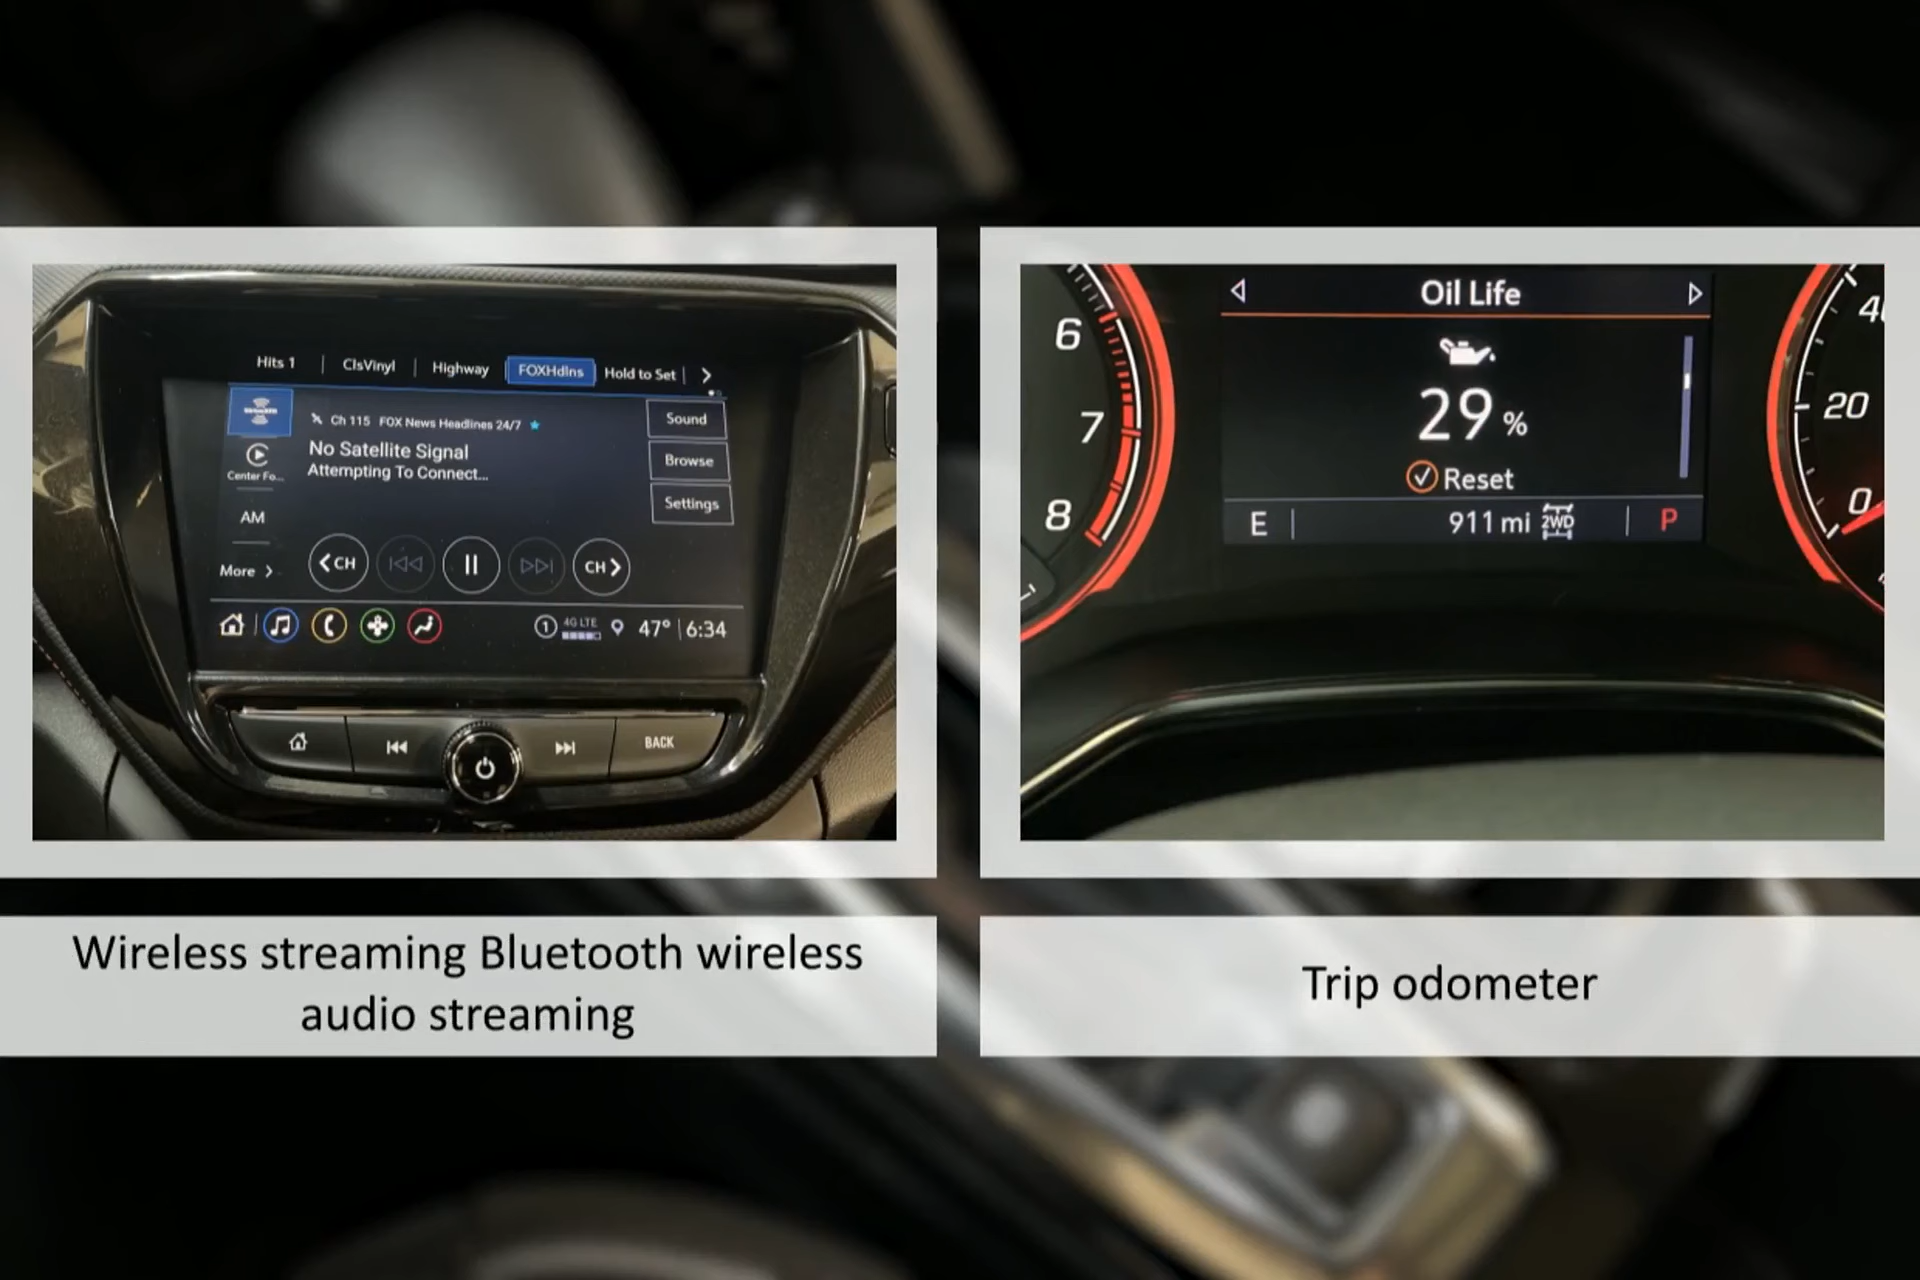 Hits 1 ClsVinyl Highway FOXHdlns Hold to Set
Ch 115 FOX News Headlines 24/7
Sound
No Satellite Signal
Browse
Attempting To Connect...
Center Fo...
Settings
AM
<CH CH>
More >
1 4G LTE 47° 6:34
BACK
6
7
8
Oil Life
29 %
Reset
E 911 mi 2WD P
20
0
Wireless streaming Bluetooth wireless
audio streaming
Trip odometer